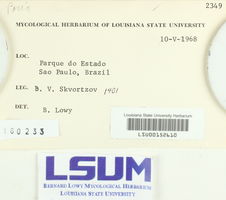 2349
MYCOLOGICAL HERBARIUM OF LOUISIANA STATE UNIVERSITY
10-V-1968
LOC. Parque do Estado
Sao Paulo, Brazil
LEG. B. V. Skvortzov 1901
DET. B. Lowy
Louisiana State University Herbarium
LSU00152610
00233
LSUM
BERNARD LOWY MYCOLOGICAL HERBARIUM
LOUISIANA STATE UNIVERSITY